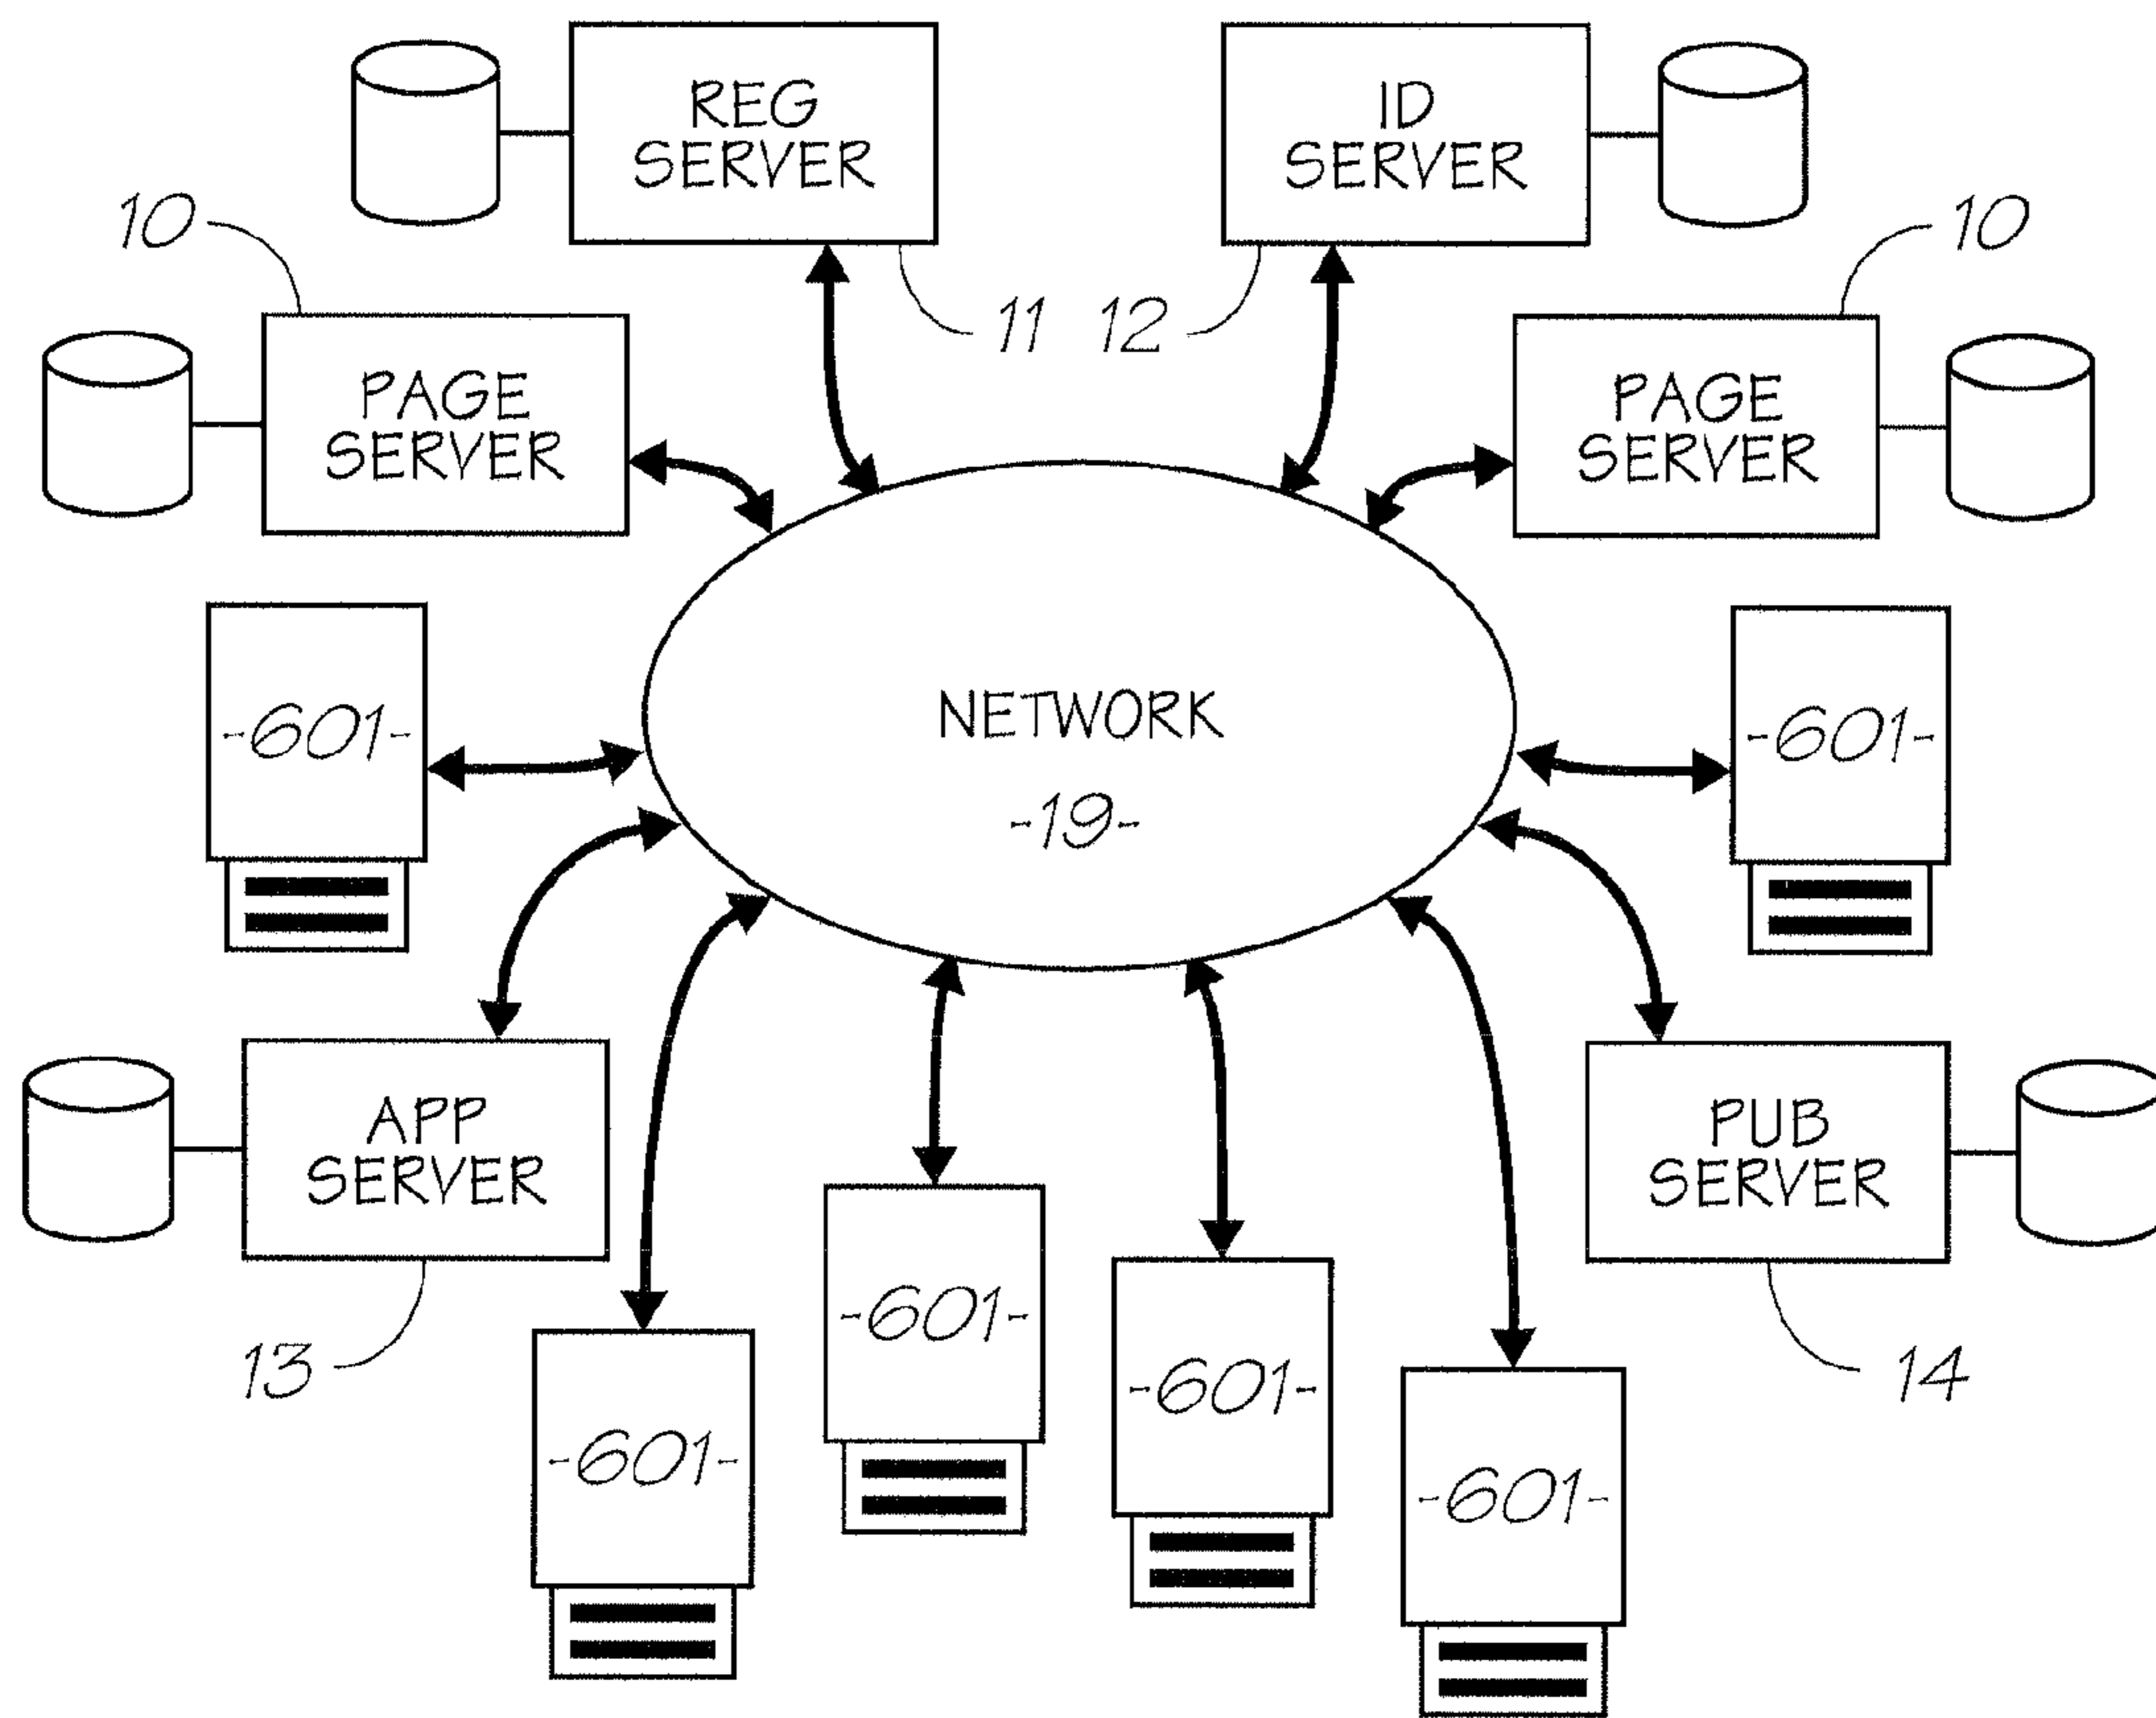 REG
SERVER
ID
SERVER
10
10
11
12
PAGE
SERVER
PAGE
SERVER
-601-
NETWORK
-19-
-601-
APP
SERVER
PUB
SERVER
13
-601-
-601-
-601-
-601-
14